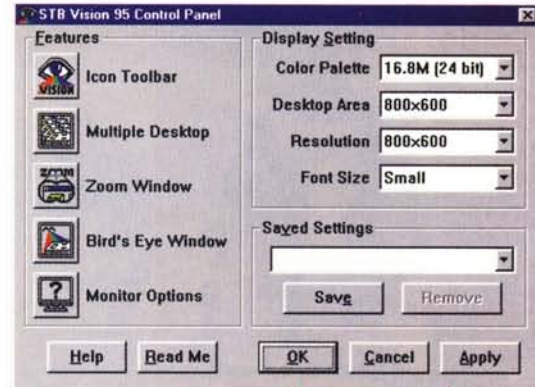 STB Vision 95 Control Panel
Features
VISION
Icon Toolbar
Multiple Desktop
ZOOM
Zoom Window
Bird's Eye Window
?
Monitor Options
Display Setting
Color Palette 16.8M (24 bit)
Desktop Area 800x600
Resolution 800x600
Font Size Small
Saved Settings
Save Remove
Help Read Me OK Cancel Apply